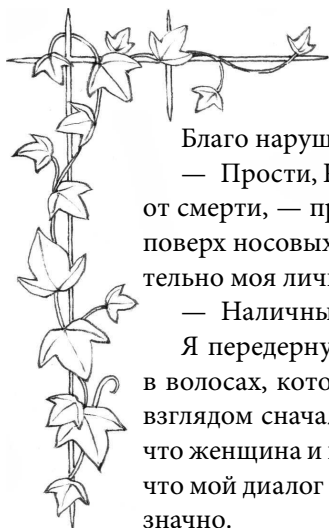 Благо наруш
— Прости,
от смерти, — пр
поверх носовых
тельно моя личн
— Наличны
Я передерну
в волосах, кото
взглядом сначал
что женщина и
что мой диалог
значно.